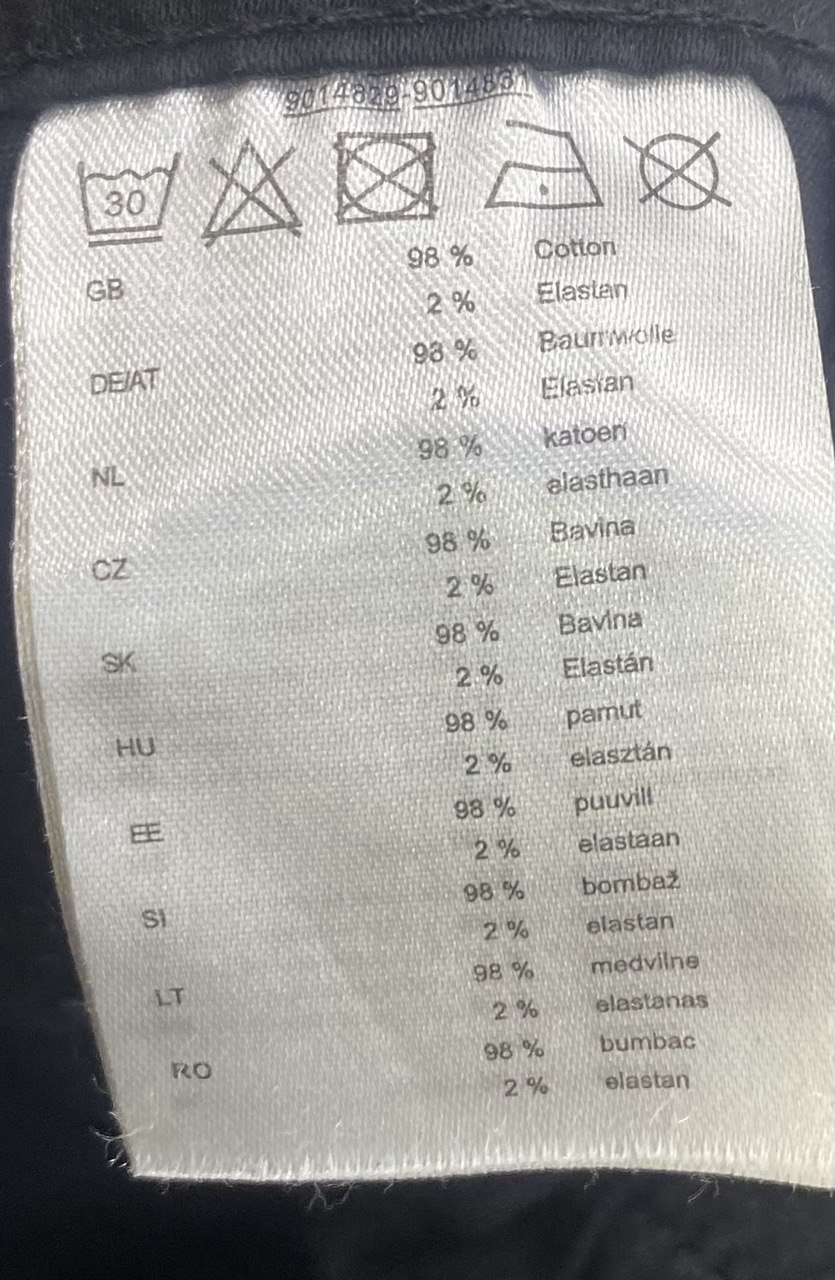 9014829-9014831
30
GB 98 % Cotton
2 % Elastan
DE/AT 98 % Baumwolle
2 % Elastan
NL 98 % katoen
2 % elasthaan
CZ 98 % Bavlna
2 % Elastan
SK 98 % Bavlna
2 % Elastán
HU 98 % pamut
2 % elasztán
EE 98 % puuvill
2 % elastaan
SI 98 % bombaž
2 % elastan
LT 98 % medvilnė
2 % elastanas
RO 98 % bumbac
2 % elastan